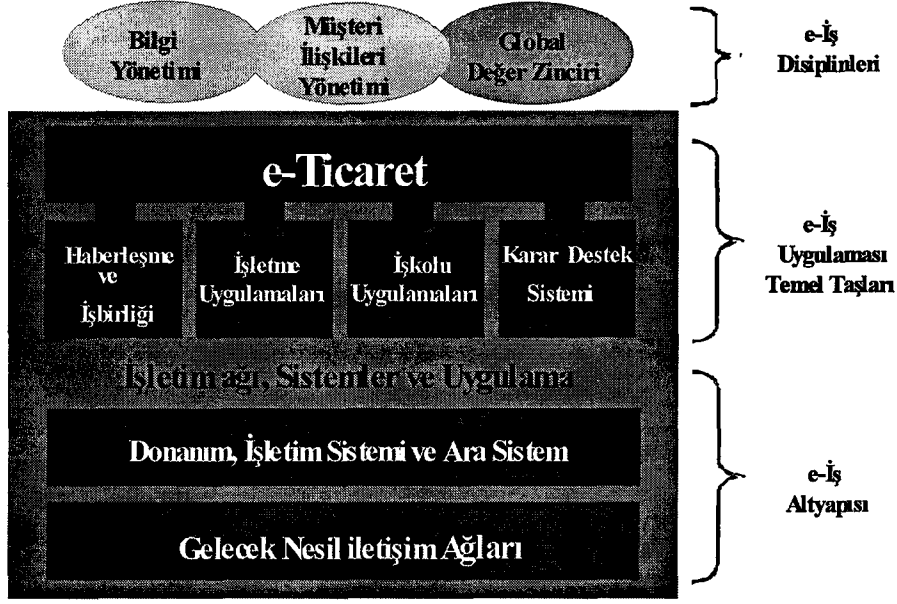 Bilgi
Yönetimi
Müşteri
İlişkileri
Yönetimi
Global
Değer Zinciri
e-İş
Disiplinleri
e-Ticaret
Haberleşme
ve
İşbirliği
İşletme
Uygulamaları
İşkolu
Uygulamaları
Karar Destek
Sistemi
e-İş
Uygulaması
Temel Taşları
İşletim ağı, Sistemler ve Uygulama
Donanım, İşletim Sistemi ve Ara Sistem
Gelecek Nesil iletişim Ağları
e-İş
Altyapısı